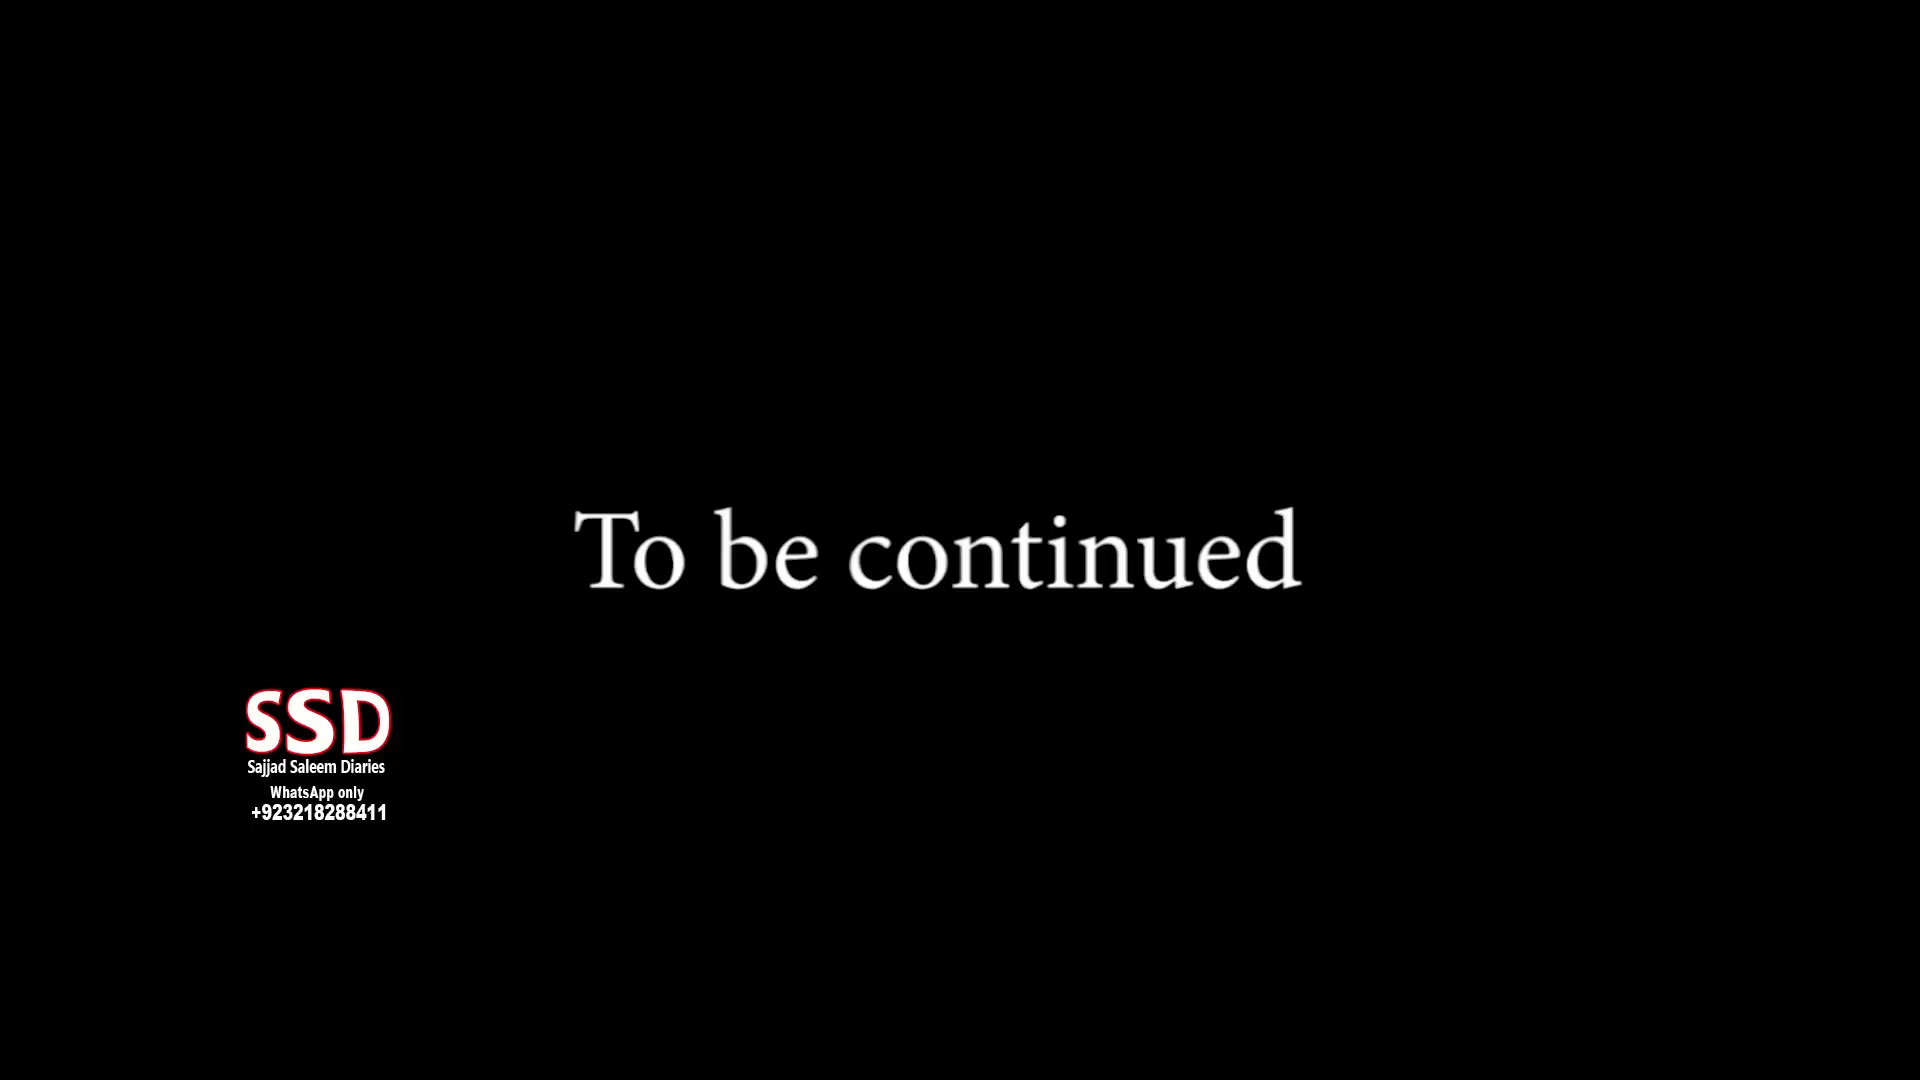 To be continued
SSD
Sajjad Saleem Diaries
WhatsApp only
+923218288411